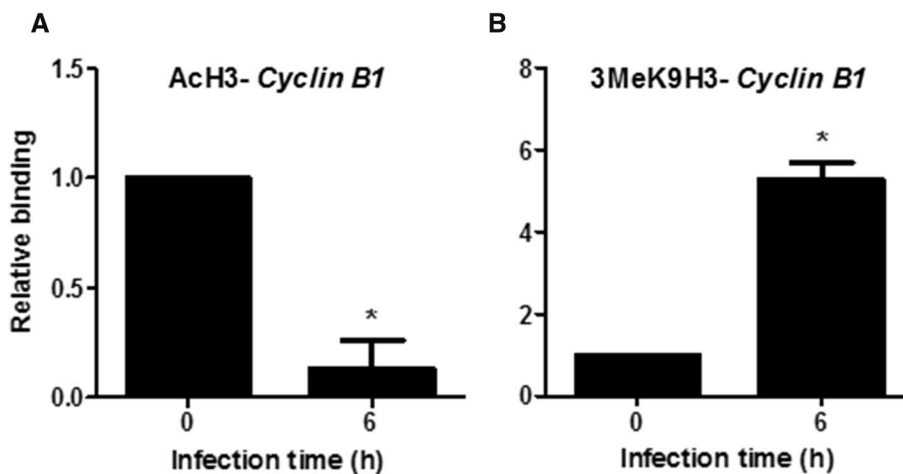 A
AcH3- Cyclin B1
Relative binding
1.5
1.0
0.5
0.0
*
0
6
Infection time (h)
B
3MeK9H3- Cyclin B1
8
6
4
2
0
*
0
6
Infection time (h)